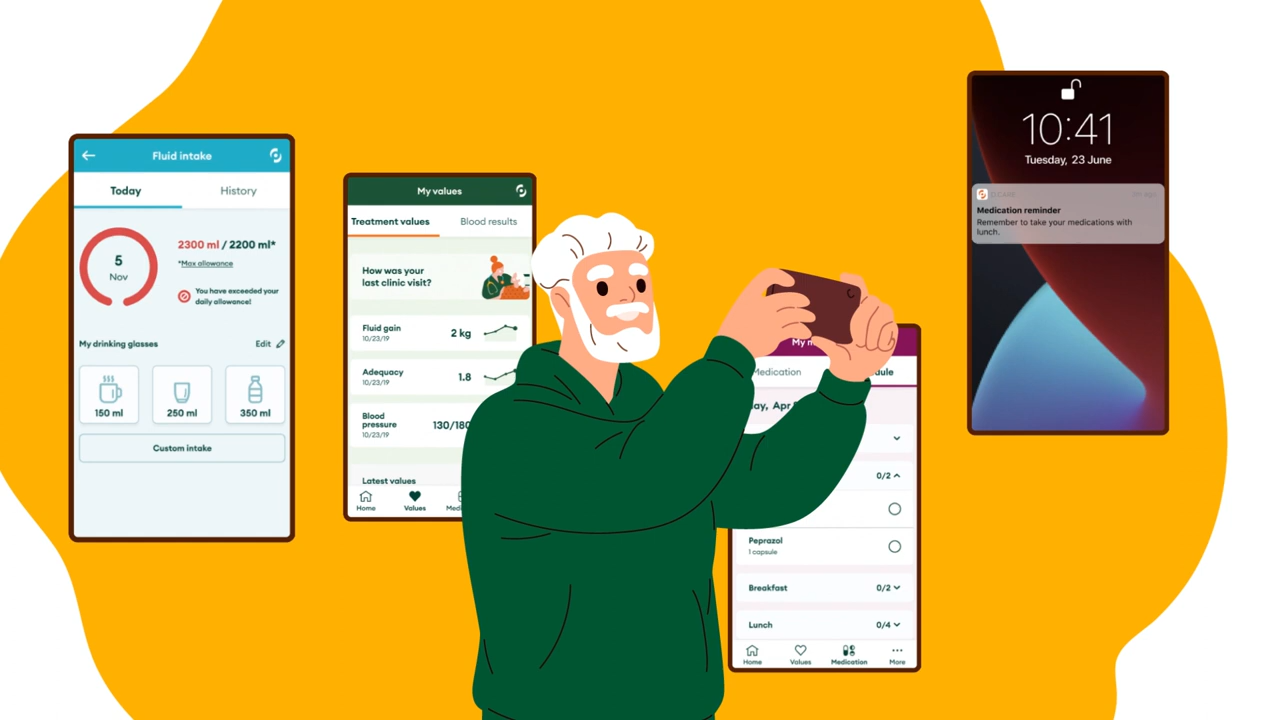 Fluid intake
Today
History
5
Nov
2300 ml / 2200 ml*
*Max allowance
You have exceeded your
daily allowance!
My drinking glasses
Edit
150 ml
250 ml
350 ml
Custom intake
My values
Treatment values
Blood results
How was your
last clinic visit?
Fluid gain
10/23/19
2 kg
Adequacy
10/23/19
1.8
Blood
pressure
10/23/19
130/180
Latest values
Home
Values
My
Medication
0/2
Peprazol
1 capsule
Breakfast
0/2
Lunch
0/4
Home
Values
Medication
More
10:41
Tuesday, 23 June
Medication reminder
Remember to take your medications with
lunch.